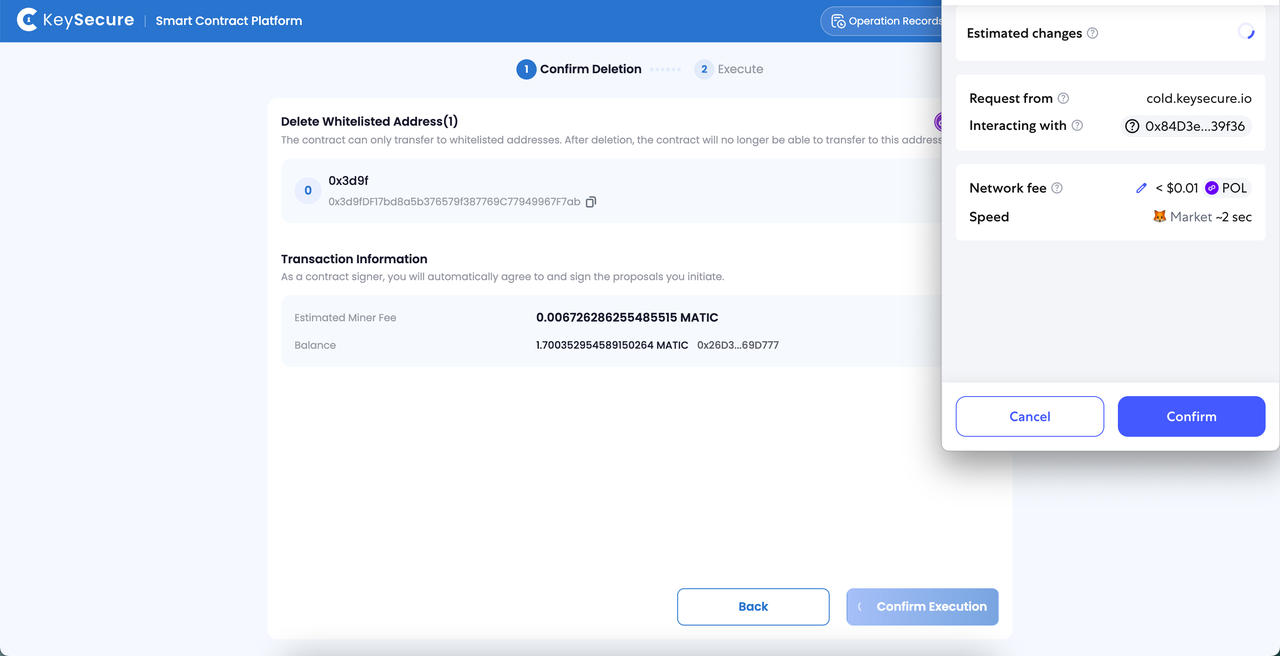 KeySecure | Smart Contract Platform
Operation Records
1 Confirm Deletion
2 Execute
Delete Whitelisted Address(1)
The contract can only transfer to whitelisted addresses. After deletion, the contract will no longer be able to transfer to this address
0
0x3d9f
0x3d9fDF17bd8a5b376579f387769C77949967F7ab
Transaction Information
As a contract signer, you will automatically agree to and sign the proposals you initiate.
Estimated Miner Fee 0.006726286255485515 MATIC
Balance 1.700352954589150264 MATIC 0x26D3...69D777
Back
Confirm Execution
Estimated changes
Request from cold.keysecure.io
Interacting with 0x84D3e...39f36
Network fee < $0.01 POL
Speed Market ~2 sec
Cancel
Confirm